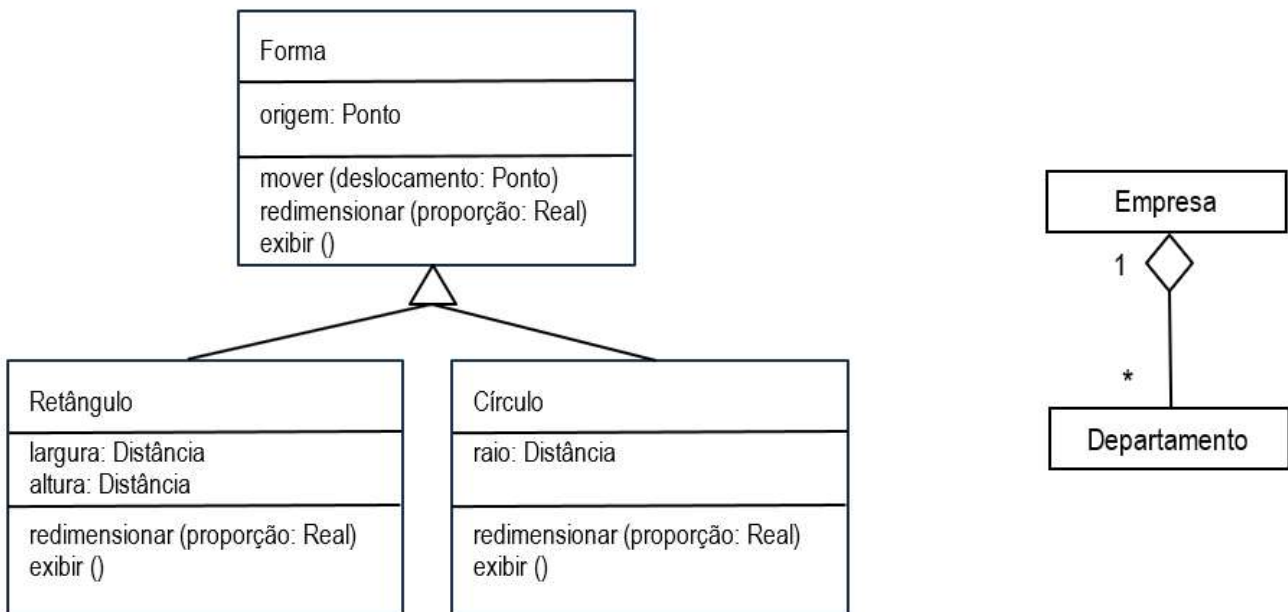 Forma
origem: Ponto
mover (deslocamento: Ponto)
redimensionar (proporção: Real)
exibir ()
Retângulo
largura: Distância
altura: Distância
redimensionar (proporção: Real)
exibir ()
Círculo
raio: Distância
redimensionar (proporção: Real)
exibir ()
Empresa
1
*
Departamento